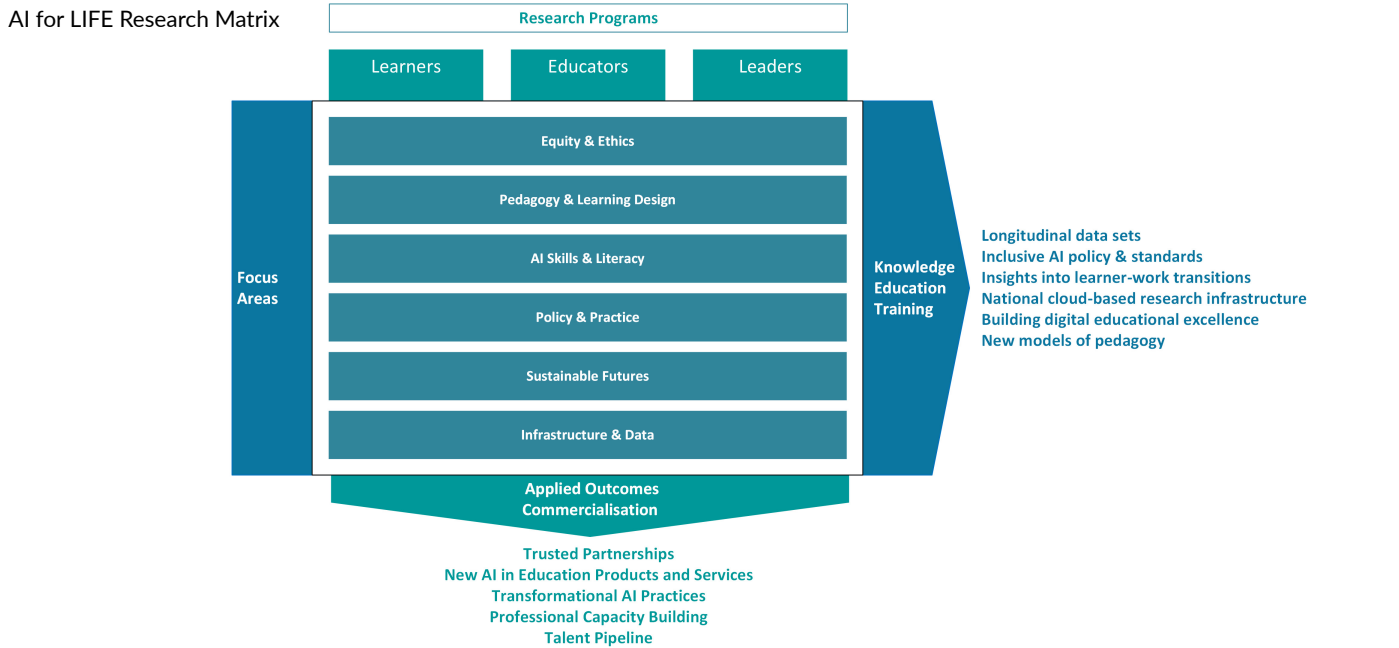 AI for LIFE Research Matrix
Research Programs
Learners
Educators
Leaders
Equity & Ethics
Pedagogy & Learning Design
AI Skills & Literacy
Policy & Practice
Sustainable Futures
Infrastructure & Data
Focus
Areas
Knowledge
Education
Training
Longitudinal data sets
Inclusive AI policy & standards
Insights into learner-work transitions
National cloud-based research infrastructure
Building digital educational excellence
New models of pedagogy
Applied Outcomes
Commercialisation
Trusted Partnerships
New AI in Education Products and Services
Transformational AI Practices
Professional Capacity Building
Talent Pipeline